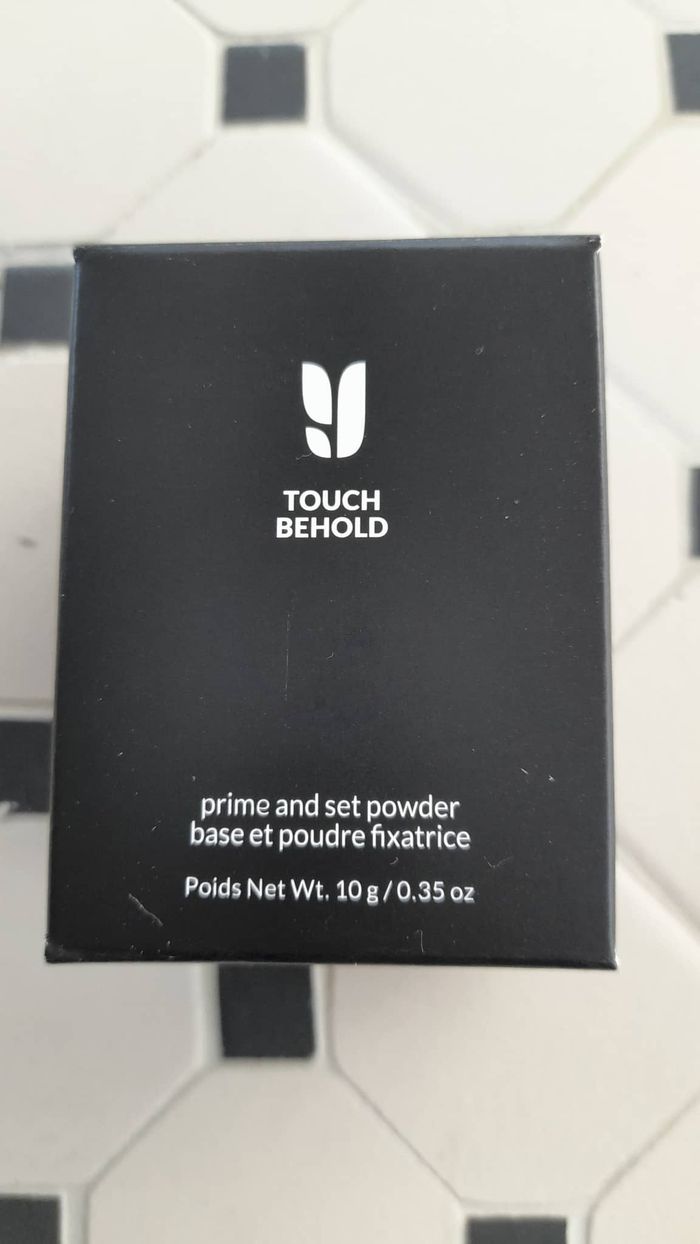 TOUCH
BEHOLD
prime and set powder
base et poudre fixatrice
Poids Net Wt. 10 g / 0.35 oz